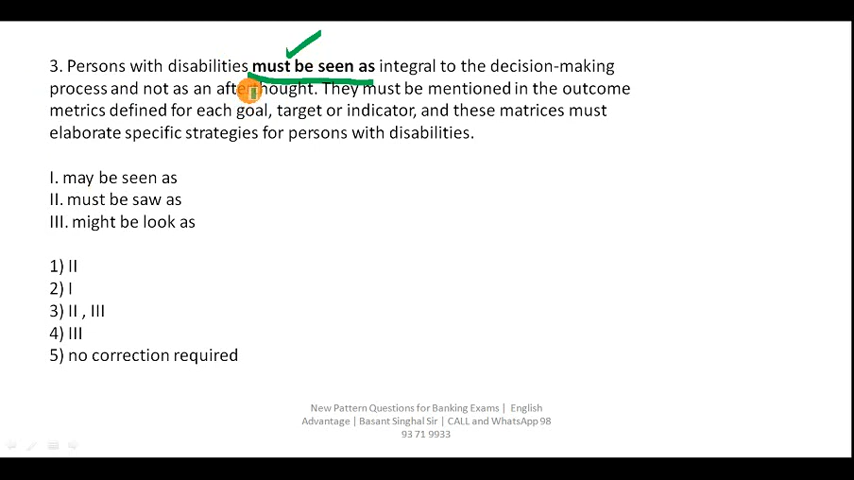 3. Persons with disabilities must be seen as integral to the decision-making
process and not as an afterthought. They must be mentioned in the outcome
metrics defined for each goal, target or indicator, and these matrices must
elaborate specific strategies for persons with disabilities.
I. may be seen as
II. must be saw as
III. might be look as
1) II
2) I
3) II , III
4) III
5) no correction required
New Pattern Questions for Banking Exams | English
Advantage | Basant Singhal Sir | CALL and WhatsApp 98
93 71 9933